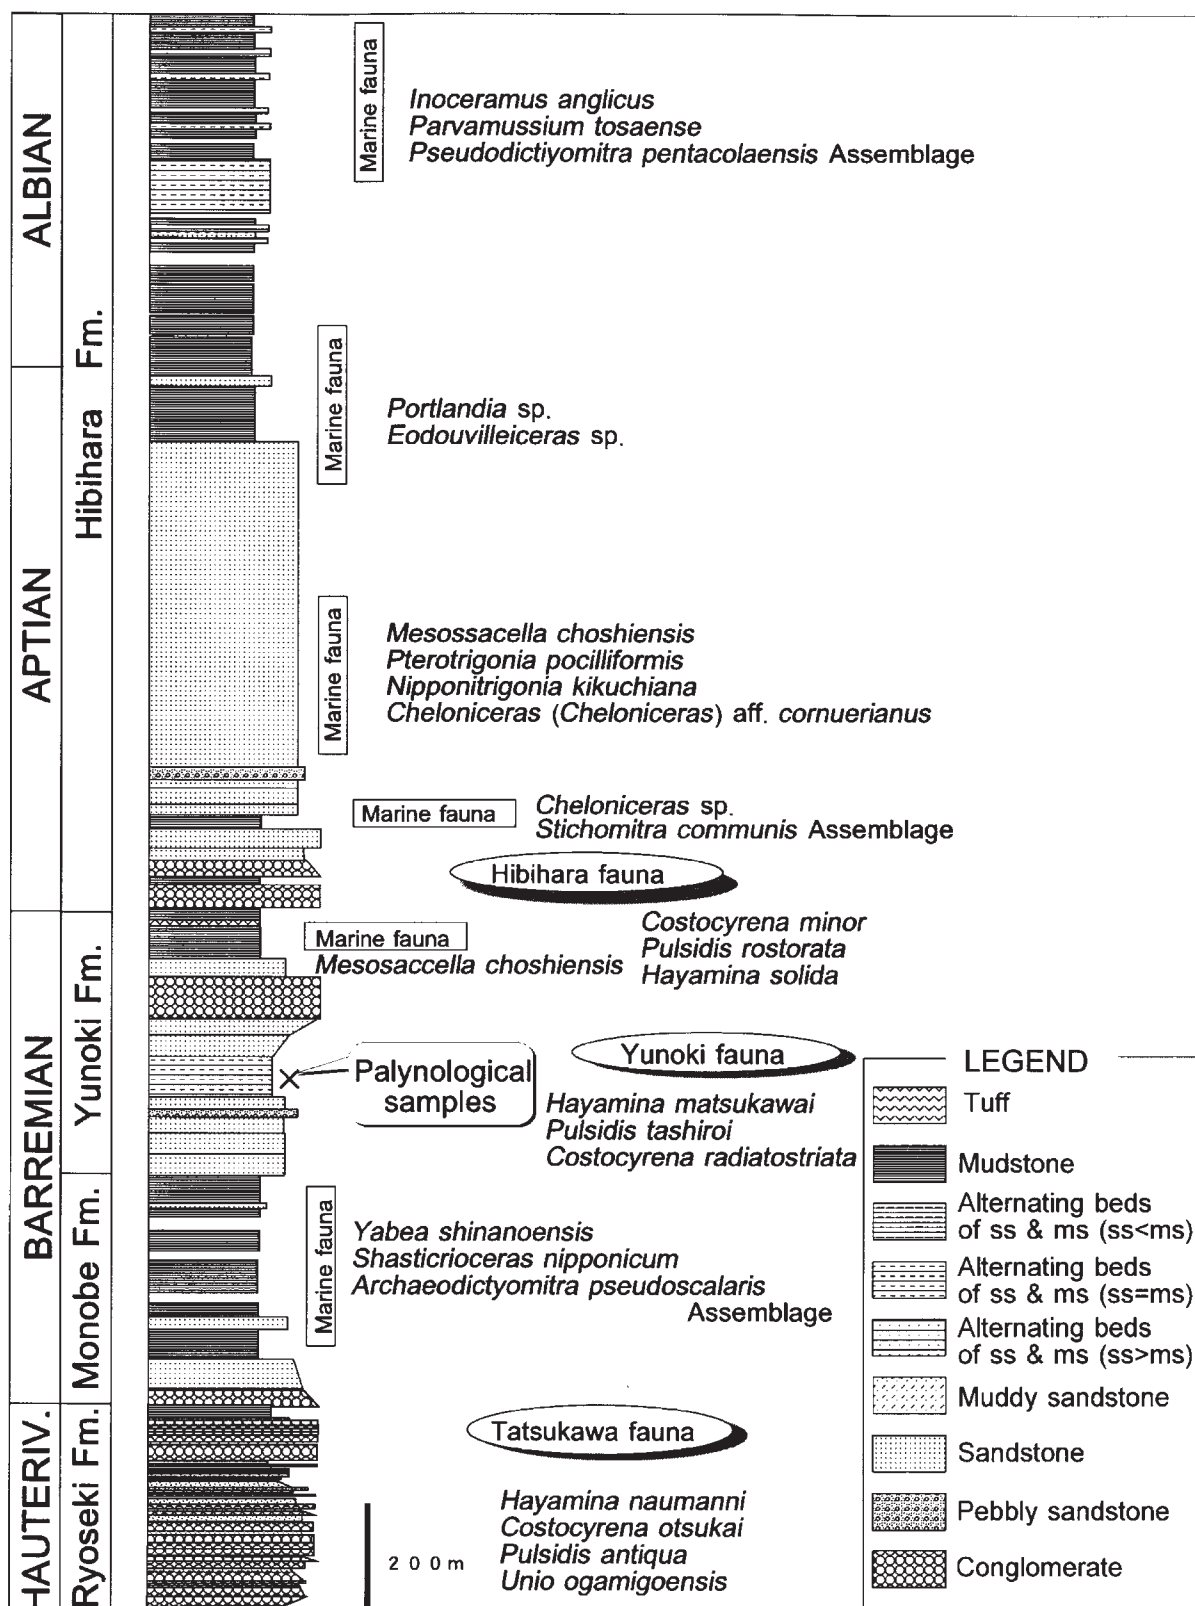 ALBIAN
APTIAN
BARREMIAN
HAUTERIV.
Hibihara Fm.
Yunoki Fm.
Monobe Fm.
Ryoseki Fm.
Marine fauna
Inoceramus anglicus
Parvamussium tosaense
Pseudodictiyomitra pentacolaensis Assemblage
Marine fauna
Portlandia sp.
Eodouvilleiceras sp.
Marine fauna
Mesossacella choshiensis
Pterotrigonia pocilliformis
Nipponitrigonia kikuchiana
Cheloniceras (Cheloniceras) aff. cornuerianus
Marine fauna
Cheloniceras sp.
Stichomitra communis Assemblage
Hibihara fauna
Costocyrena minor
Pulsidis rostorata
Hayamina solida
Marine fauna
Mesosaccella choshiensis
Palynological
samples
Yunoki fauna
Hayamina matsukawai
Pulsidis tashiroi
Costocyrena radiatostriata
Marine fauna
Yabea shinanoensis
Shasticrioceras nipponicum
Archaeodictyomitra pseudoscalaris
Assemblage
Tatsukawa fauna
Hayamina naumanni
Costocyrena otsukai
Pulsidis antiqua
Unio ogamigoensis
200m
LEGEND
Tuff
Mudstone
Alternating beds
of ss & ms (ss<ms)
Alternating beds
of ss & ms (ss=ms)
Alternating beds
of ss & ms (ss>ms)
Muddy sandstone
Sandstone
Pebbly sandstone
Conglomerate